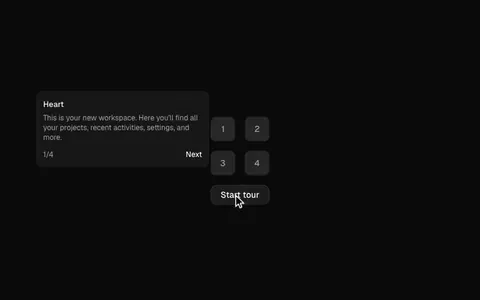 Heart
This is your new workspace. Here you'll find all
your projects, recent activities, settings, and
more.
1/4
Next
1
2
3
4
Start tour